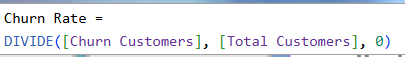 Churn Rate =
DIVIDE([Churn Customers], [Total Customers], 0)